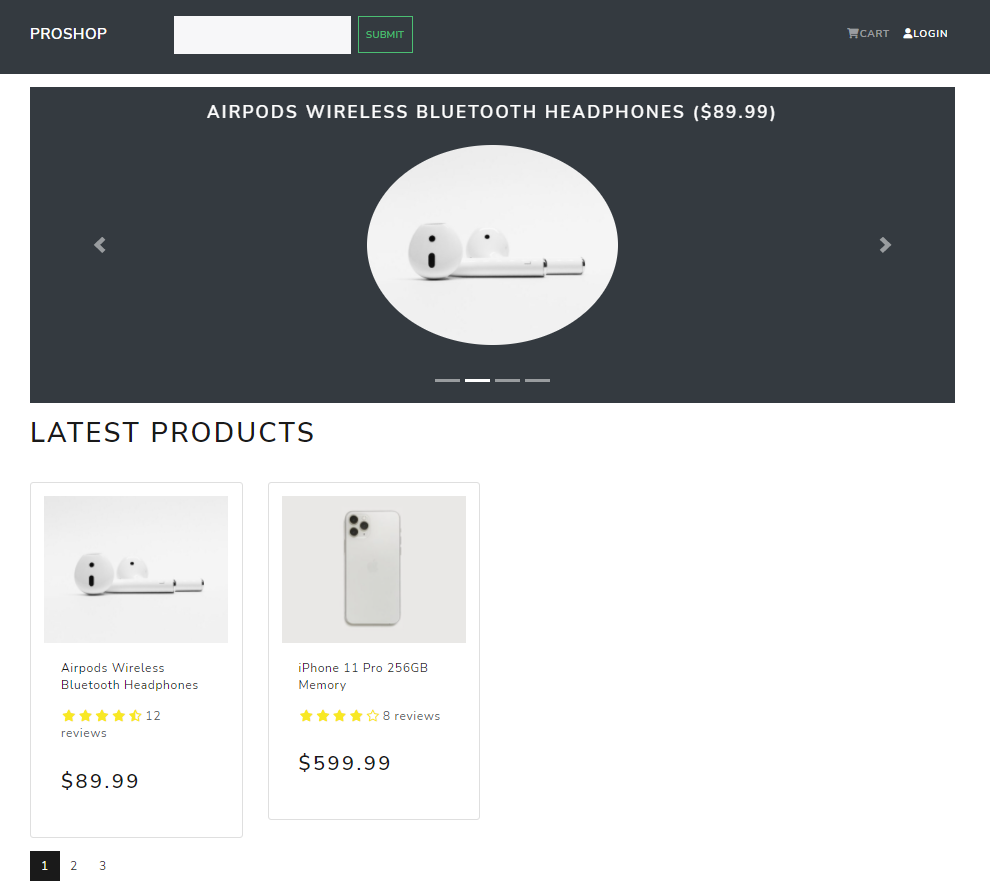 PROSHOP
SUBMIT
CART
LOGIN
AIRPODS WIRELESS BLUETOOTH HEADPHONES ($89.99)
LATEST PRODUCTS
Airpods Wireless
Bluetooth Headphones
12
reviews
$89.99
iPhone 11 Pro 256GB
Memory
8 reviews
$599.99
1 2 3